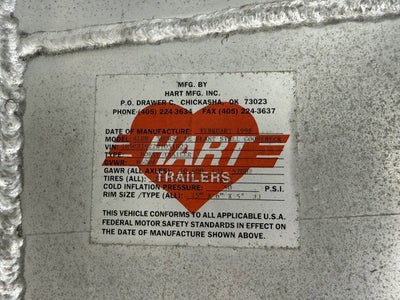 MFG. BY
HART MFG. INC.
P.O. DRAWER C, CHICKASHA, OK 73023
PHONE (405) 224-3634 FAX (405) 224-3637
DATE OF MANUFACTURE: FEBRUARY
MODEL:
VIN:
HART
TYPE:
TRAILERS
GVWR:
GAWR (ALL AXLES)
TIRES (ALL):
COLD INFLATION PRESSURE: P.S.I.
RIM SIZE / TYPE (ALL):
THIS VEHICLE CONFORMS TO ALL APPLICABLE U.S.A.
FEDERAL MOTOR SAFETY STANDARDS IN EFFECT ON
THE DATE OF MANUFACTURE SHOWN ABOVE.